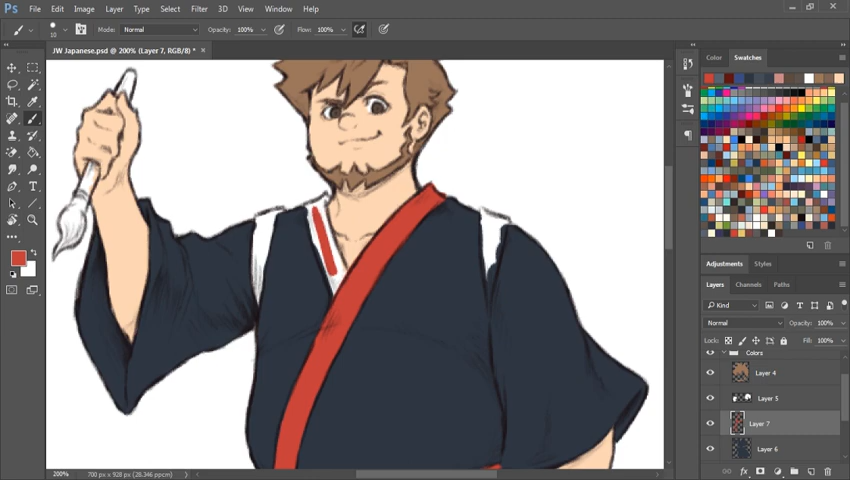 Ps File Edit Image Layer Type Select Filter 3D View Window Help
10 Mode: Normal Opacity: 100% Flow: 100%
JW Japanese.psd @ 200% (Layer 7, RGB/8) * ×
Color Swatches
Adjustments Styles
Layers Channels Paths
Kind
Normal Opacity: 100%
Lock: Fill: 100%
Colors
Layer 4
Layer 5
Layer 7
Layer 6
200% 700 px x 928 px (28.346 ppcm)
fx
T